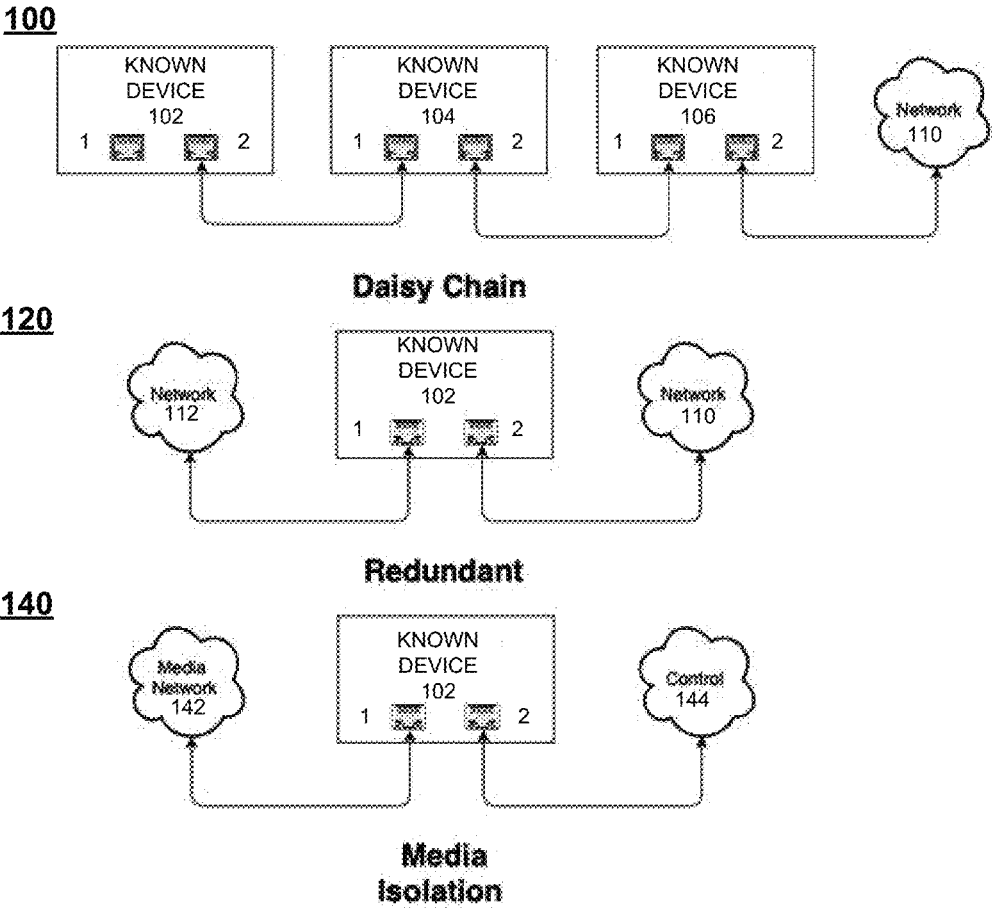 100
KNOWN
DEVICE
102
1
2
KNOWN
DEVICE
104
1
2
KNOWN
DEVICE
106
1
2
Network
110
Daisy Chain
120
Network
112
KNOWN
DEVICE
102
1
2
Network
110
Redundant
140
Media
Network
142
KNOWN
DEVICE
102
1
2
Control
144
Media
Isolation